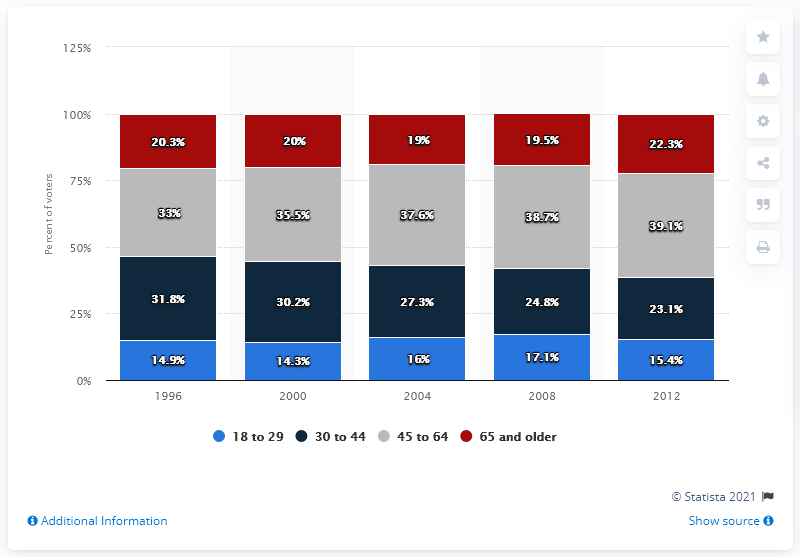 125%
100%
75%
50%
25%
0%
Percent of voters
20.3% 20% 19% 19.5% 22.3%
33% 35.5% 37.6% 38.7% 39.1%
31.8% 30.2% 27.3% 24.8% 23.1%
14.9% 14.3% 16% 17.1% 15.4%
1996 2000 2004 2008 2012
18 to 29 30 to 44 45 to 64 65 and older
© Statista 2021
Additional Information Show source